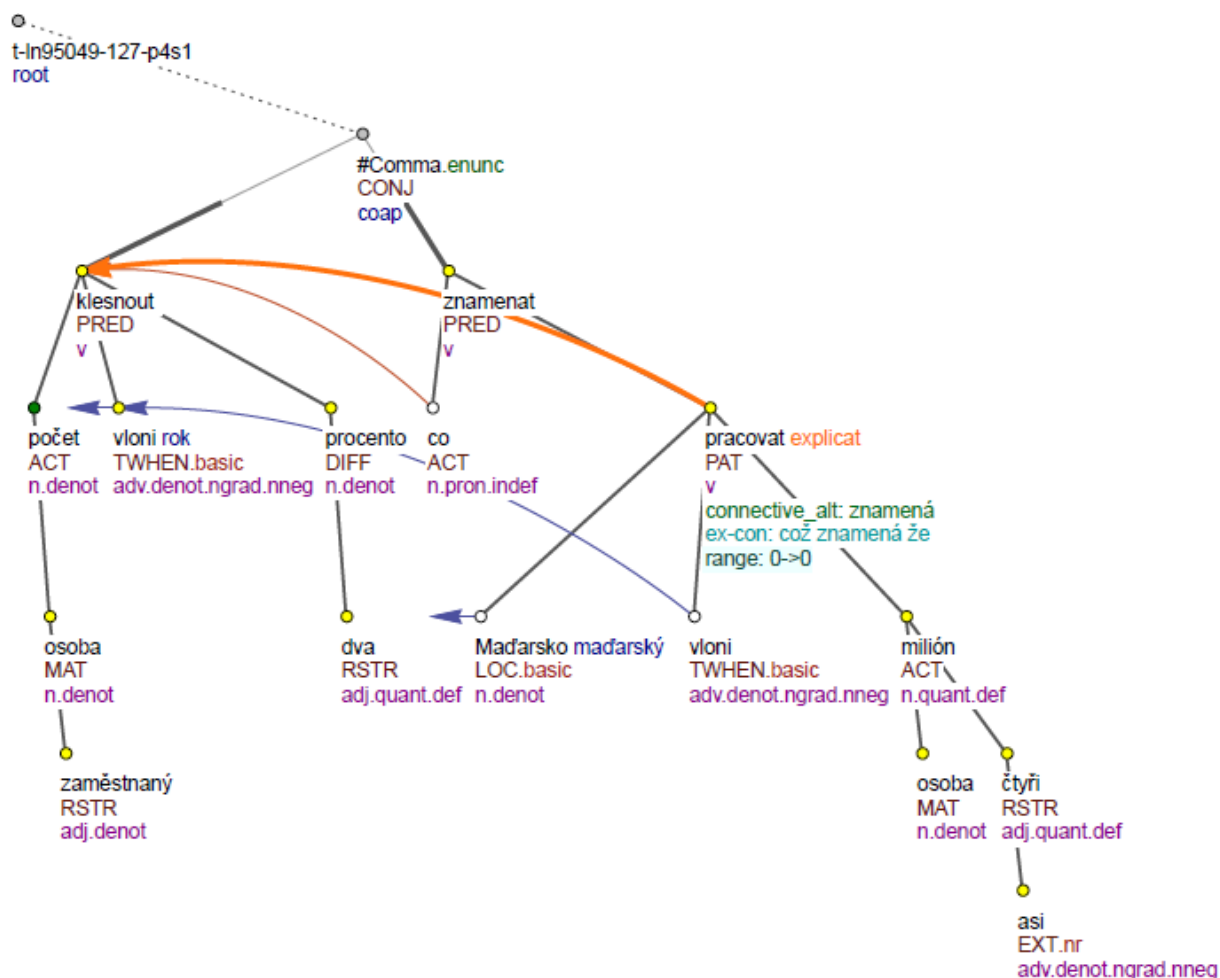 t-ln95049-127-p4s1
root
#Comma.enunc
CONJ
coap
klesnout
PRED
v
znamenat
PRED
v
počet
ACT
n.denot
vloni rok
TWHEN.basic
adv.denot.ngrad.nneg
procento
DIFF
n.denot
co
ACT
n.pron.indef
pracovat explicat
PAT
v
connective_alt: znamená
ex-con: což znamená že
range: 0->0
osoba
MAT
n.denot
dva
RSTR
adj.quant.def
Maďarsko maďarský
LOC.basic
n.denot
vloni
TWHEN.basic
adv.denot.ngrad.nneg
milión
ACT
n.quant.def
zaměstnaný
RSTR
adj.denot
osoba
MAT
n.denot
čtyři
RSTR
adj.quant.def
asi
EXT.nr
adv.denot.ngrad.nneg